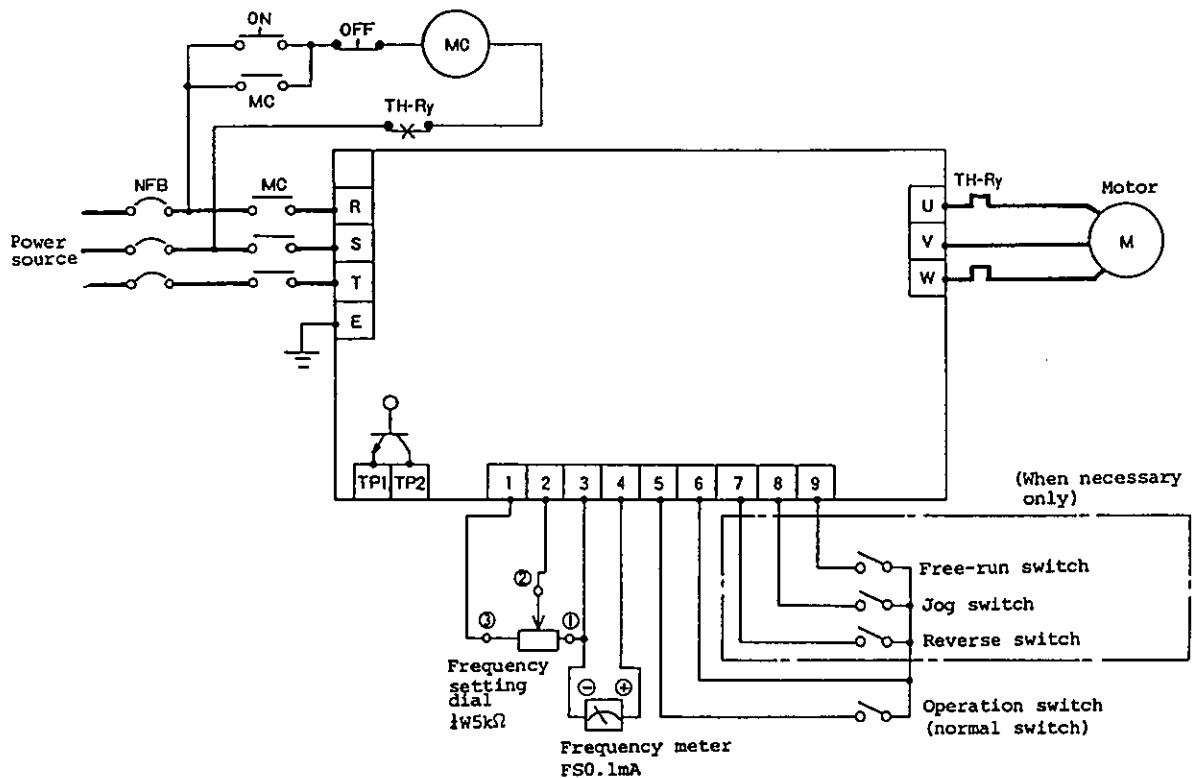 ON
OFF
MC
MC
TH-Ry
NFB
MC
R
S
T
E
Power
source
TH-Ry
Motor
U
V
W
M
TP1 TP2
1 2 3 4 5 6 7 8 9
(When necessary
only)
Free-run switch
Jog switch
Reverse switch
Operation switch
(normal switch)
② 
③ ①
Frequency
setting
dial
½W5kΩ
⊖ ⊕
Frequency meter
FS0.1mA